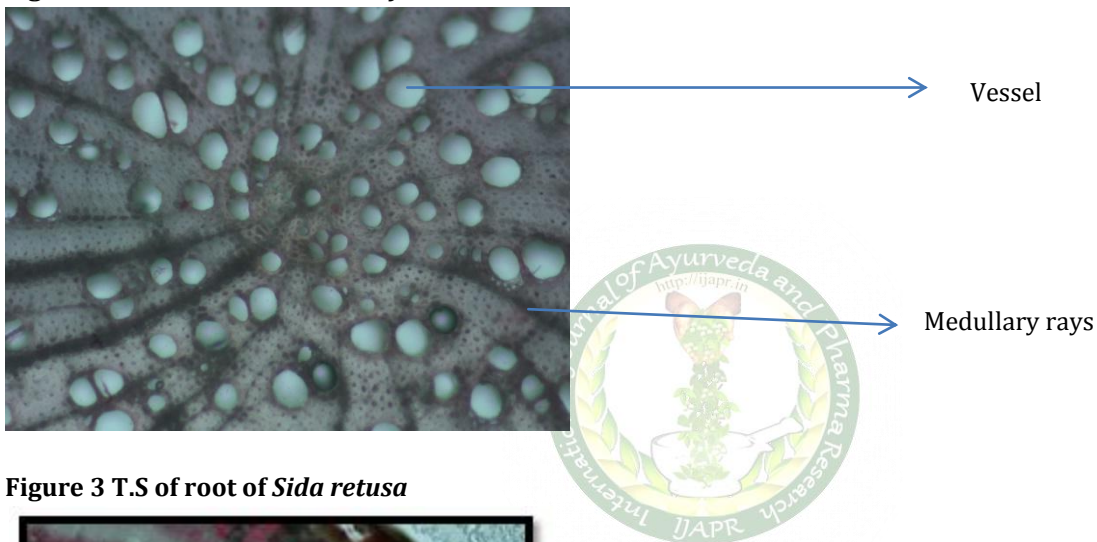 Vessel
Medullary rays
Figure 3 T.S of root of Sida retusa
International Journal of Ayurveda and Pharma Research
http://ijapr.in
IJAPR